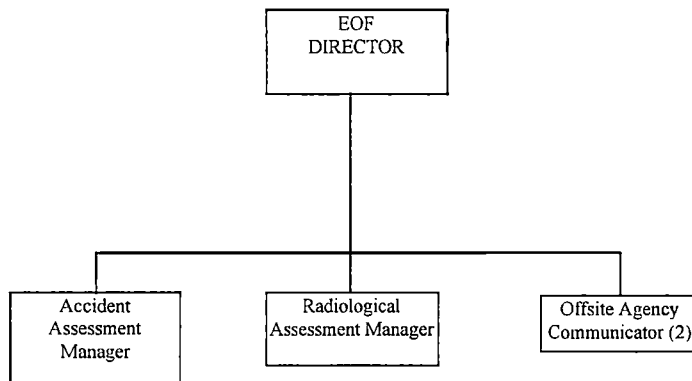 EOF
DIRECTOR
Accident
Assessment
Manager
Radiological
Assessment Manager
Offsite Agency
Communicator (2)